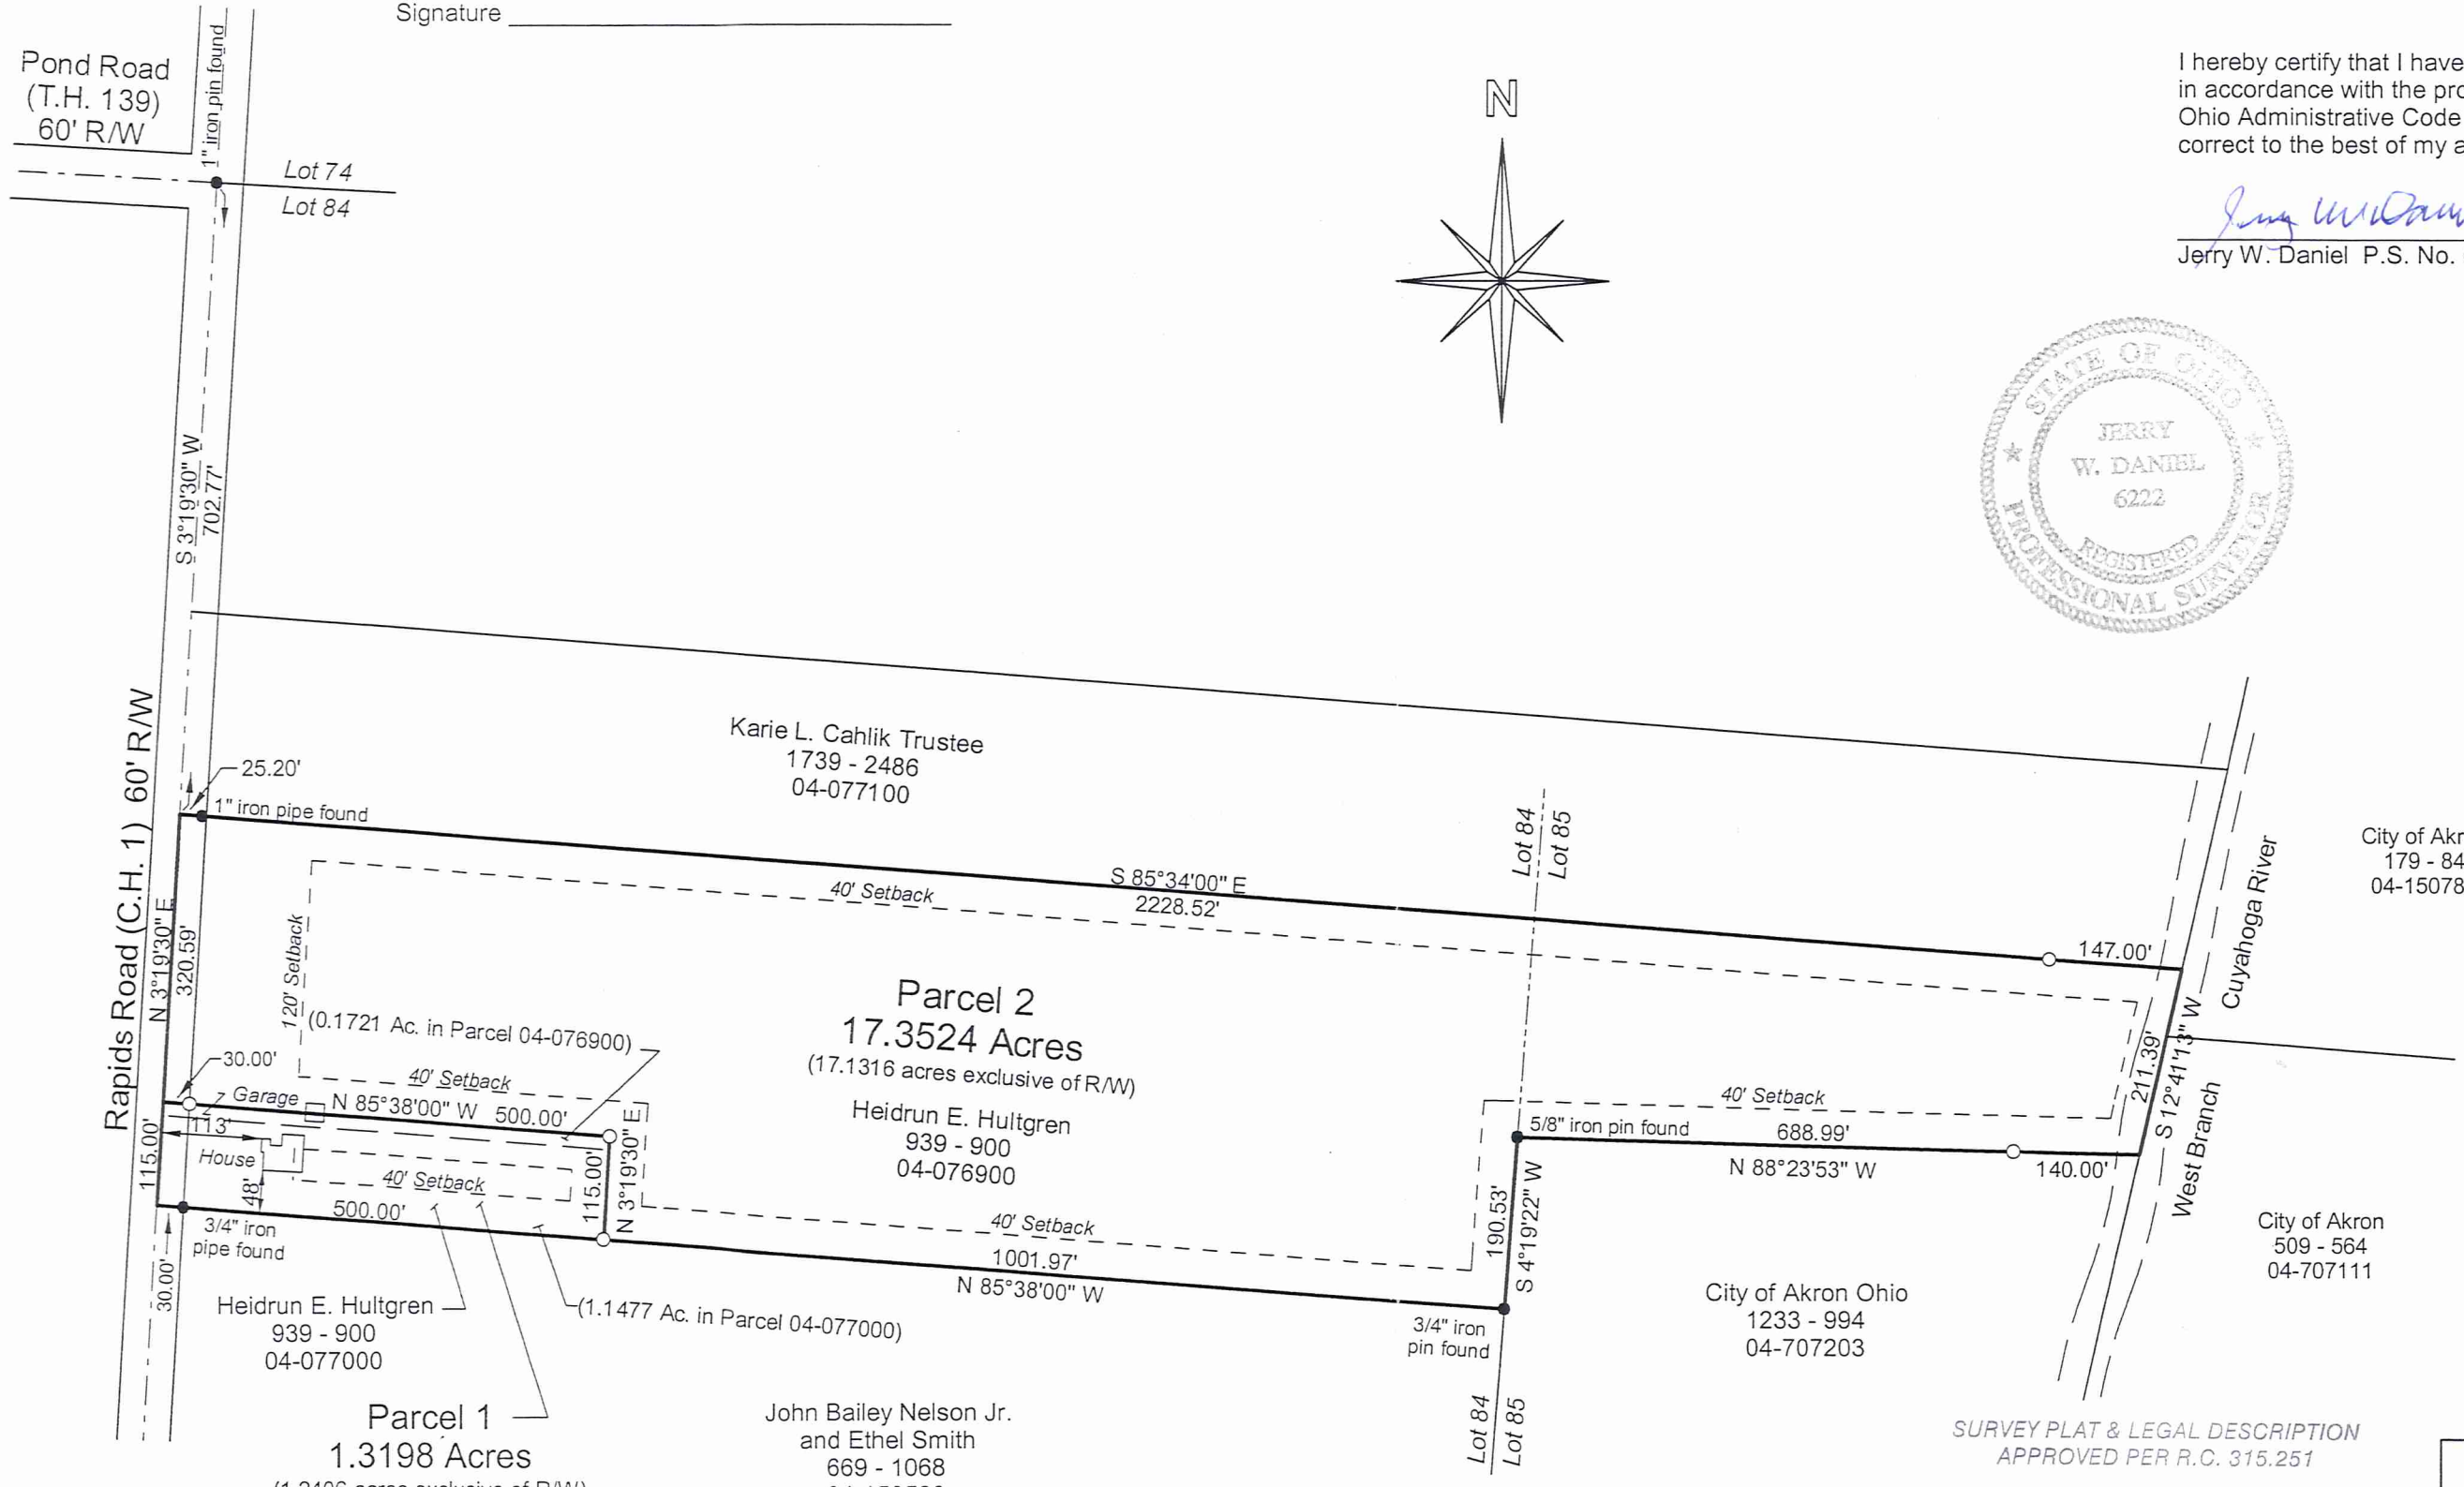 Signature
Pond Road
(T.H. 139)
60' R/W
1" iron pin found
Lot 74
Lot 84
N
I hereby certify that I have
in accordance with the pro
Ohio Administrative Code
correct to the best of my a
Jerry W. Daniel P.S. No.
STATE OF OHIO
JERRY
W. DANIEL
6222
REGISTERED
PROFESSIONAL SURVEYOR
S 3°19'30" W
702.77'
Rapids Road (C.H. 1) 60' R/W
25.20'
1" iron pipe found
Karie L. Cahlik Trustee
1739 - 2486
04-077100
Lot 84
Lot 85
S 85°34'00" E
2228.52'
40' Setback
147.00'
Cuyahoga River
City of Akr
179 - 84
04-15078
N 3°19'30" E
320.59'
120' Setback
(0.1721 Ac. in Parcel 04-076900)
Parcel 2
17.3524 Acres
(17.1316 acres exclusive of R/W)
Heidrun E. Hultgren
939 - 900
04-076900
211.39'
S 12°41'13" W
West Branch
30.00'
40' Setback
Garage
N 85°38'00" W 500.00'
113'
House
48'
40' Setback
115.00'
115.00'
N 3°19'30" E
500.00'
3/4" iron
pipe found
30.00'
40' Setback
5/8" iron pin found
688.99'
N 88°23'53" W
140.00'
190.53'
S 4°19'22" W
40' Setback
1001.97'
N 85°38'00" W
3/4" iron
pin found
City of Akron Ohio
1233 - 994
04-707203
City of Akron
509 - 564
04-707111
Heidrun E. Hultgren
939 - 900
04-077000
(1.1477 Ac. in Parcel 04-077000)
Parcel 1
1.3198 Acres
John Bailey Nelson Jr.
and Ethel Smith
669 - 1068
Lot 84
Lot 85
SURVEY PLAT & LEGAL DESCRIPTION
APPROVED PER R.C. 315.251